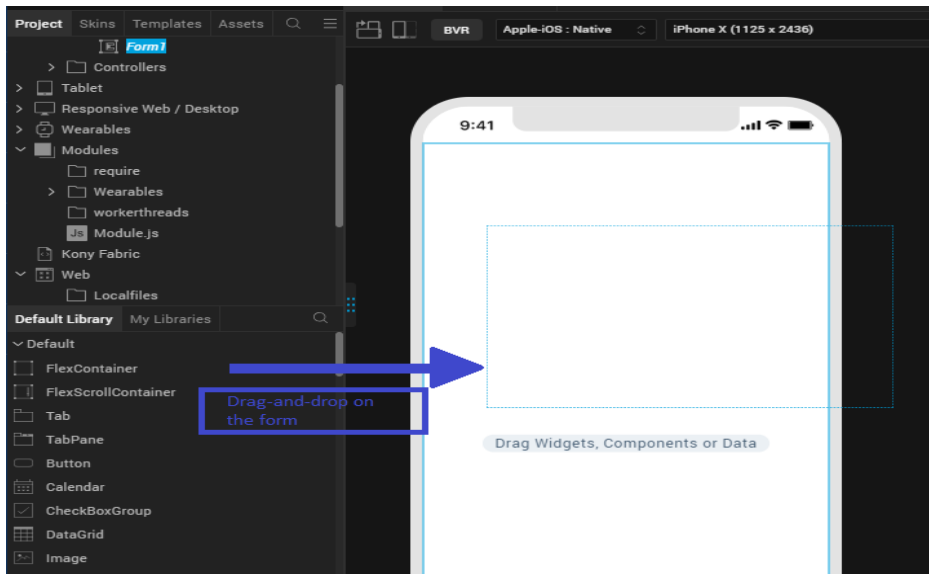 Project Skins Templates Assets
BVR Apple-iOS : Native iPhone X (1125 x 2436)
Form1
Controllers
Tablet
Responsive Web / Desktop
Wearables
Modules
require
Wearables
workerthreads
Js Module.js
Kony Fabric
Web
Localfiles
Default Library My Libraries
Default
FlexContainer
FlexScrollContainer
Tab
TabPane
Button
Calendar
CheckBoxGroup
DataGrid
Image
Drag-and-drop on
the form
9:41
Drag Widgets, Components or Data